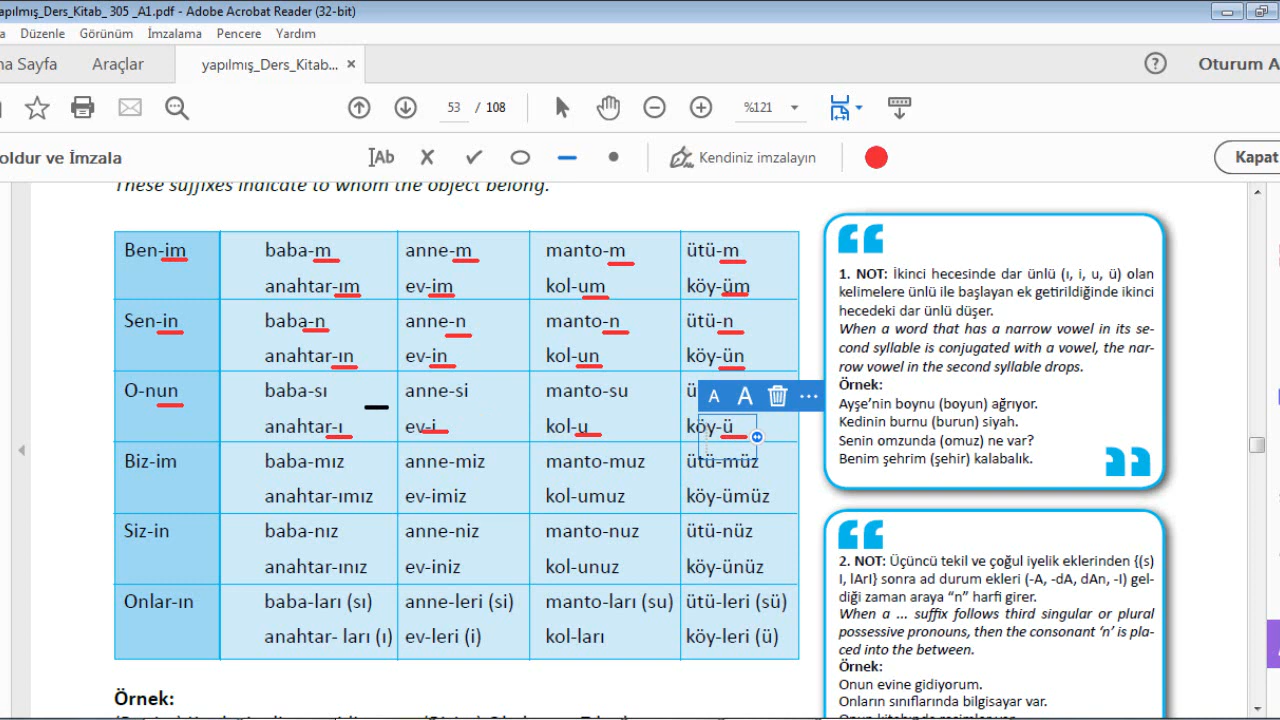 apılmış_Ders_Kitab_ 305 _A1.pdf - Adobe Acrobat Reader (32-bit)
Düzenle Görünüm İmzalama Pencere Yardım
na Sayfa Araçlar yapılmış_Ders_Kitab... × ? Oturum A
53 / 108 %121
oldur ve İmzala Ab Kendiniz imzalayın Kapat
These suffixes indicate to whom the object belong.
Ben-im baba-m anne-m manto-m ütü-m
anahtar-ım ev-im kol-um köy-üm
Sen-in baba-n anne-n manto-n ütü-n
anahtar-ın ev-in kol-un köy-ün
O-nun baba-sı anne-si manto-su
A A ...
anahtar-ı ev-i kol-u köy-ü
Biz-im baba-mız anne-miz manto-muz ütü-müz
anahtar-ımız ev-imiz kol-umuz köy-ümüz
Siz-in baba-nız anne-niz manto-nuz ütü-nüz
anahtar-ınız ev-iniz kol-unuz köy-ünüz
Onlar-ın baba-ları (sı) anne-leri (si) manto-ları (su) ütü-leri (sü)
anahtar- ları (ı) ev-leri (i) kol-ları köy-leri (ü)
Örnek:
1. NOT: İkinci hecesinde dar ünlü (ı, i, u, ü) olan
kelimelere ünlü ile başlayan ek getirildiğinde ikinci
hecedeki dar ünlü düşer.
When a word that has a narrow vowel in its se-
cond syllable is conjugated with a vowel, the nar-
row vowel in the second syllable drops.
Örnek:
Ayşe’nin boynu (boyun) ağrıyor.
Kedinin burnu (burun) siyah.
Senin omzunda (omuz) ne var?
Benim şehrim (şehir) kalabalık.
2. NOT: Üçüncü tekil ve çoğul iyelik eklerinden {(s)
I, lArI} sonra ad durum ekleri (-A, -dA, dAn, -I) gel-
diği zaman araya “n” harfi girer.
When a ... suffix follows third singular or plural
possessive pronouns, then the consonant ‘n’ is pla-
ced into the between.
Örnek:
Onun evine gidiyorum.
Onların sınıflarında bilgisayar var.